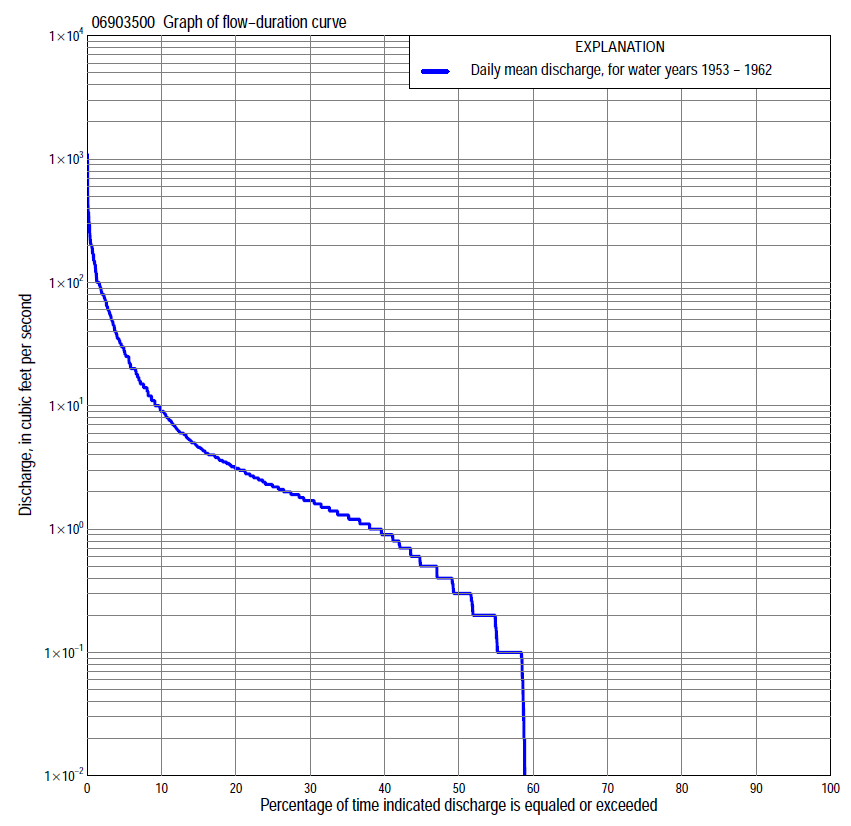 06903500 Graph of flow−duration curve
EXPLANATION
Daily mean discharge, for water years 1953 − 1962
1×10⁴
1×10³
1×10²
1×10¹
1×10⁰
1×10⁻¹
1×10⁻²
Discharge, in cubic feet per second
0 10 20 30 40 50 60 70 80 90 100
Percentage of time indicated discharge is equaled or exceeded